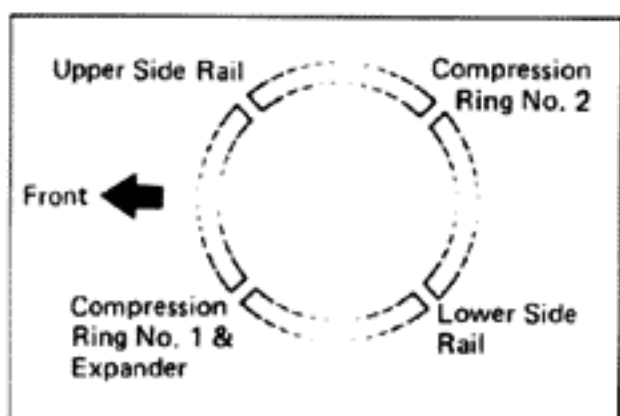 Upper Side Rail
Compression
Ring No. 2
Front
Compression
Ring No. 1 &
Expander
Lower Side
Rail